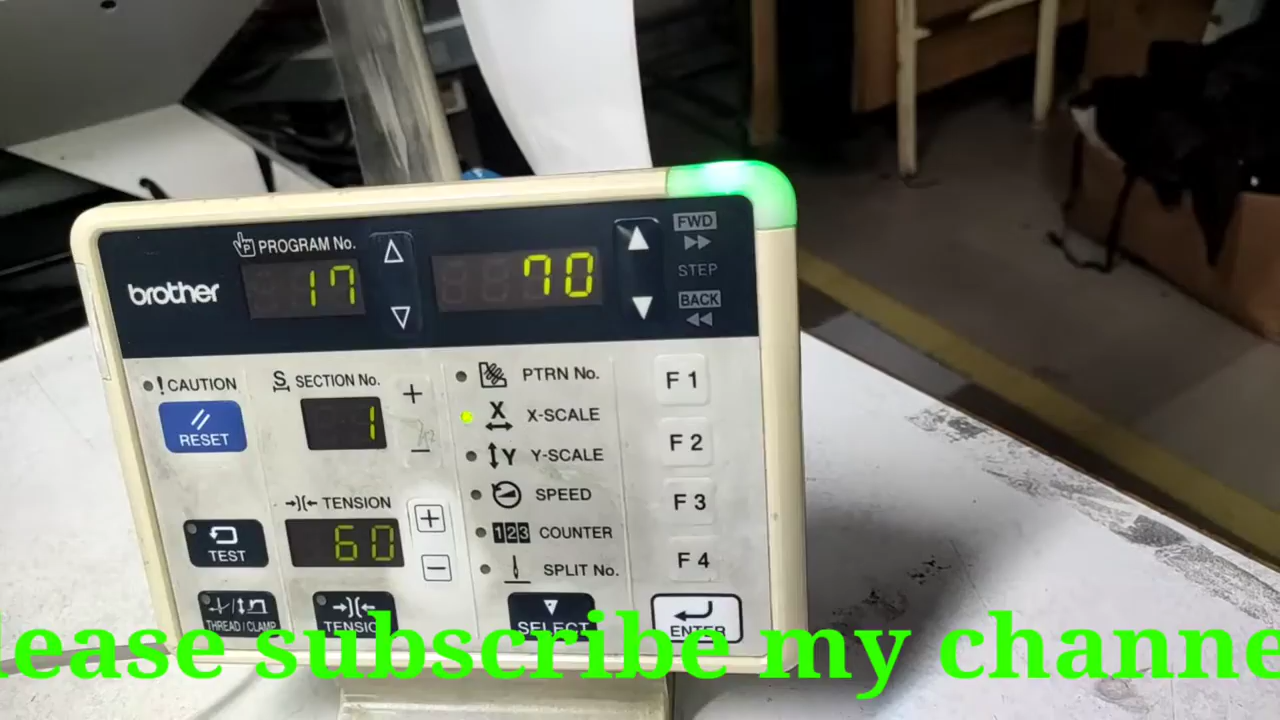 PROGRAM No.
brother
17
70
FWD
STEP
BACK
! CAUTION
RESET
S SECTION No.
1
TENSION
60
TEST
THREAD / CLAMP
TENSION
PTRN No.
X X-SCALE
Y Y-SCALE
SPEED
123 COUNTER
SPLIT No.
SELECT
F 1
F 2
F 3
F 4
ENTER
lease subscribe my channe